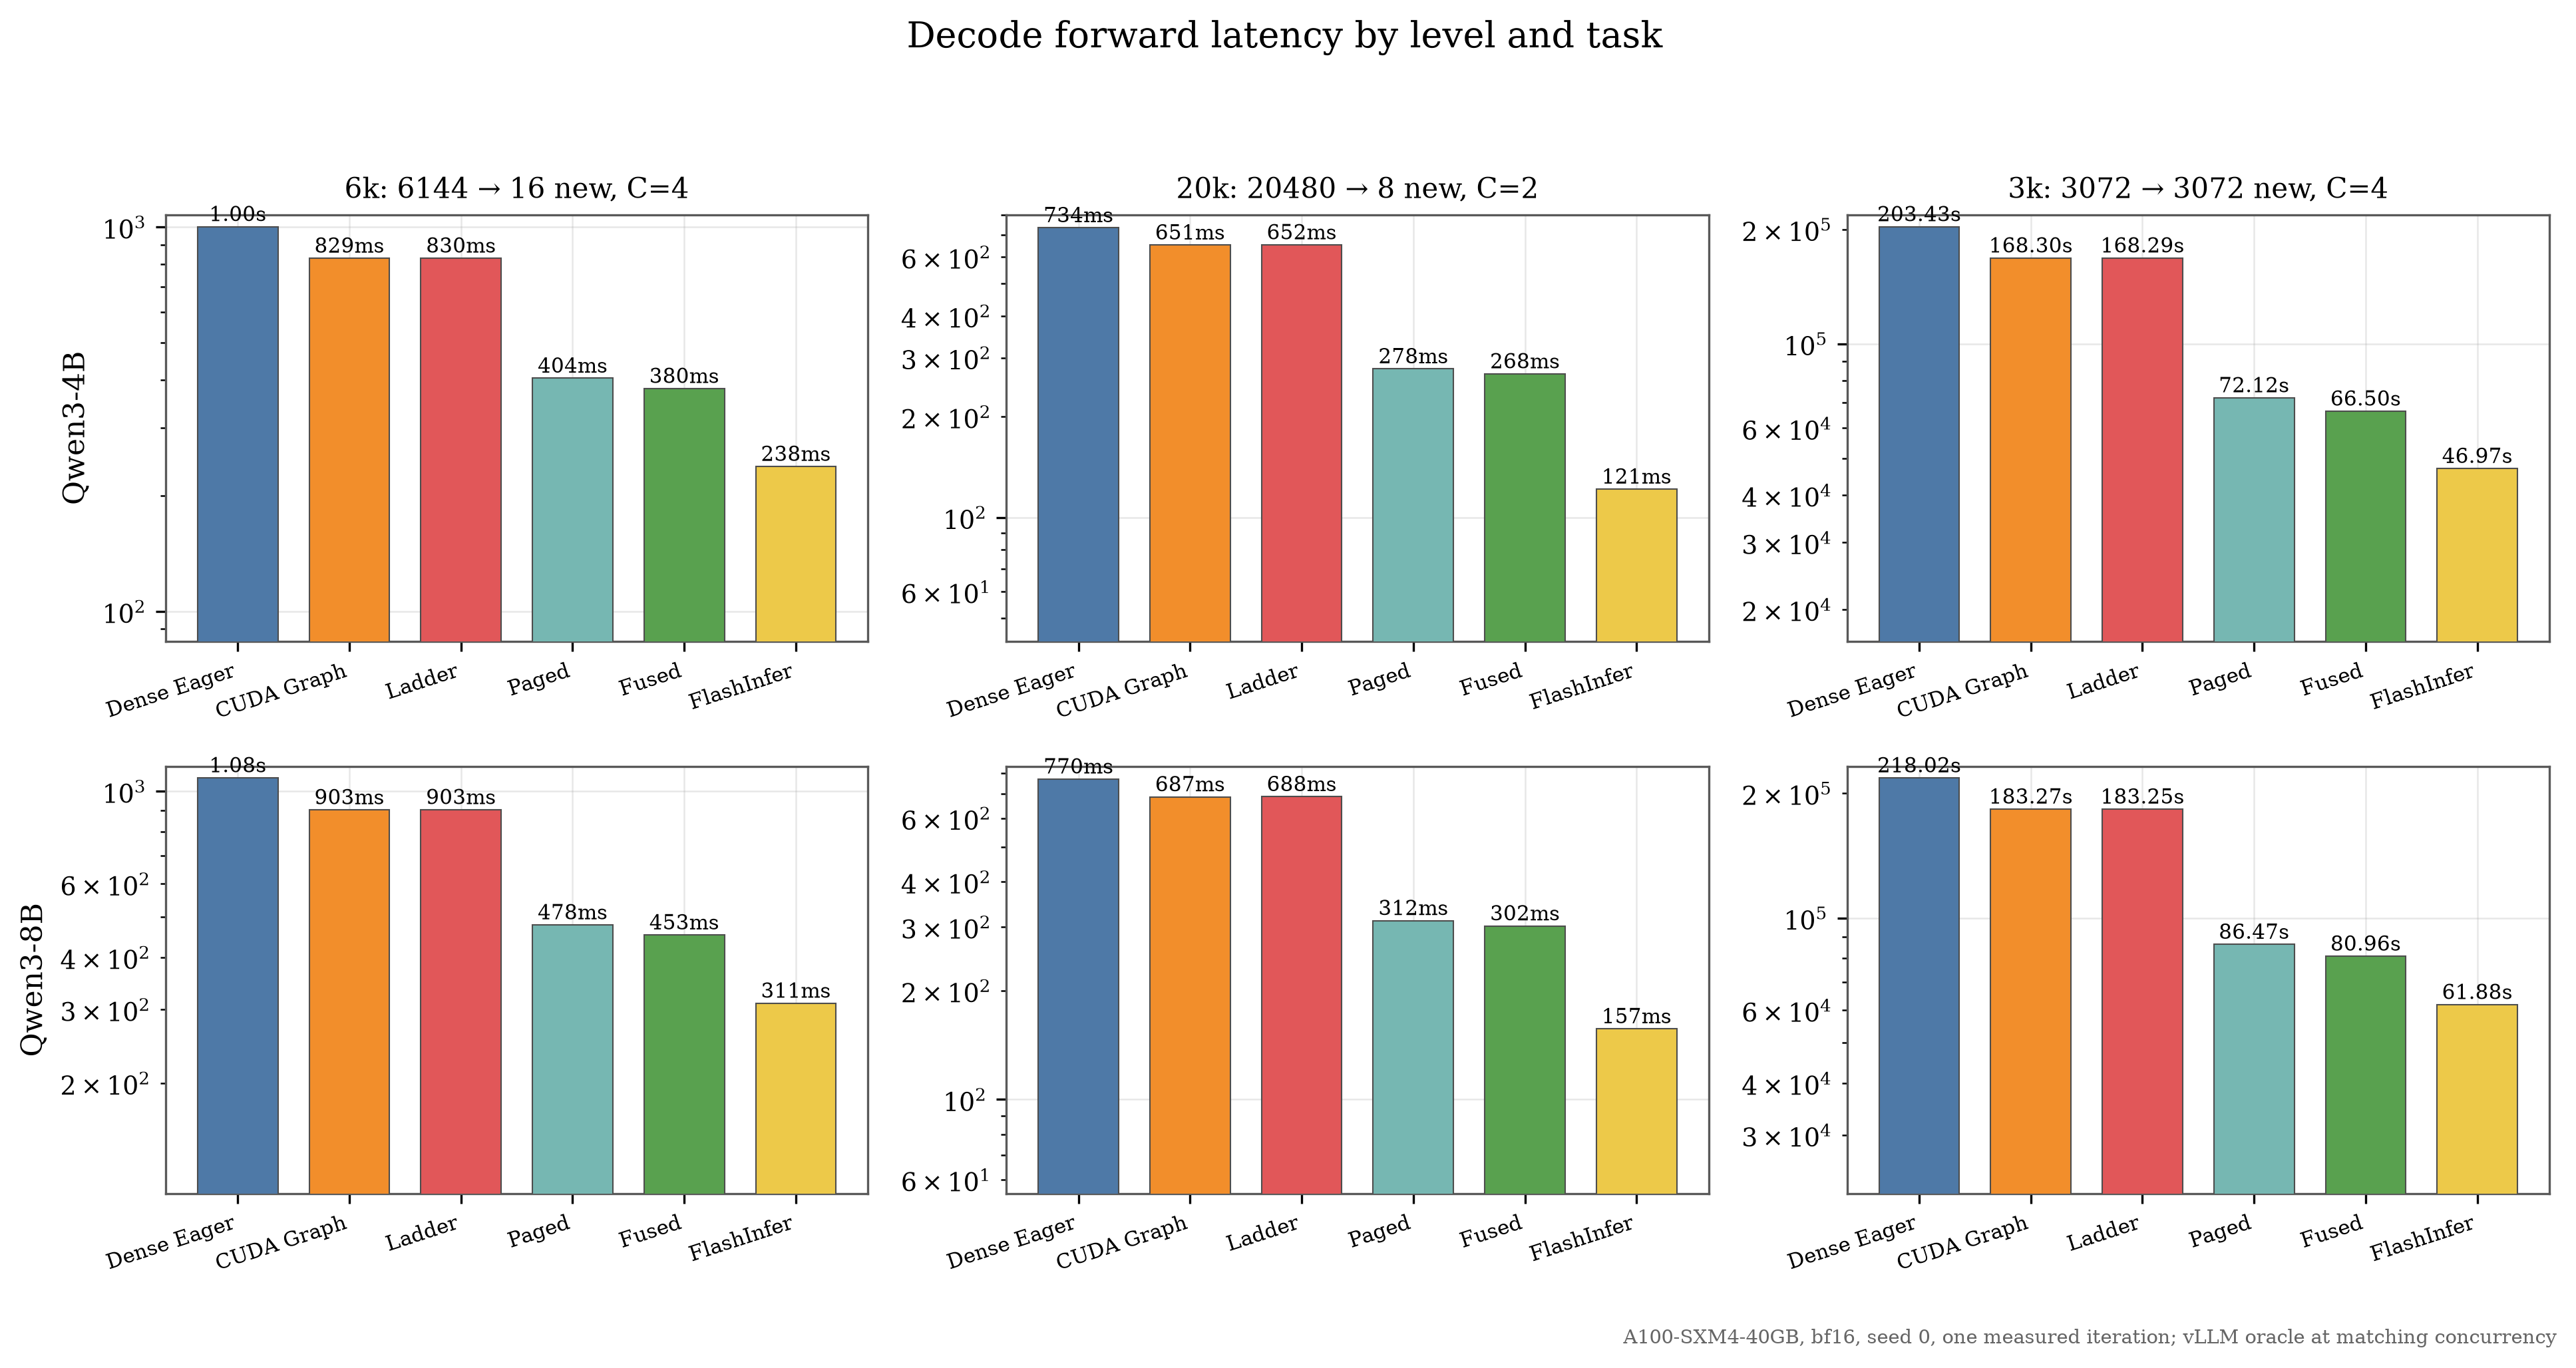 Decode forward latency by level and task
6k: 6144 → 16 new, C=4
Qwen3-4B
10³
10²
1.00s
829ms
830ms
404ms
380ms
238ms
Dense Eager
CUDA Graph
Ladder
Paged
Fused
FlashInfer
20k: 20480 → 8 new, C=2
6 × 10²
4 × 10²
3 × 10²
2 × 10²
10²
6 × 10¹
734ms
651ms
652ms
278ms
268ms
121ms
Dense Eager
CUDA Graph
Ladder
Paged
Fused
FlashInfer
3k: 3072 → 3072 new, C=4
2 × 10⁵
10⁵
6 × 10⁴
4 × 10⁴
3 × 10⁴
2 × 10⁴
203.43s
168.30s
168.29s
72.12s
66.50s
46.97s
Dense Eager
CUDA Graph
Ladder
Paged
Fused
FlashInfer
Qwen3-8B
10³
6 × 10²
4 × 10²
3 × 10²
2 × 10²
1.08s
903ms
903ms
478ms
453ms
311ms
Dense Eager
CUDA Graph
Ladder
Paged
Fused
FlashInfer
6 × 10²
4 × 10²
3 × 10²
2 × 10²
10²
6 × 10¹
770ms
687ms
688ms
312ms
302ms
157ms
Dense Eager
CUDA Graph
Ladder
Paged
Fused
FlashInfer
2 × 10⁵
10⁵
6 × 10⁴
4 × 10⁴
3 × 10⁴
218.02s
183.27s
183.25s
86.47s
80.96s
61.88s
Dense Eager
CUDA Graph
Ladder
Paged
Fused
FlashInfer
A100-SXM4-40GB, bf16, seed 0, one measured iteration; vLLM oracle at matching concurrency